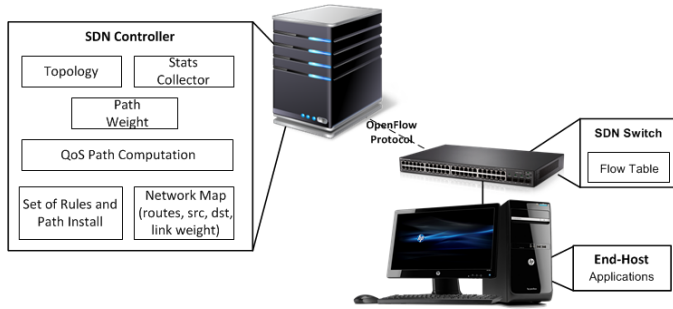 SDN Controller
Topology
Stats
Collector
Path
Weight
QoS Path Computation
Set of Rules and
Path Install
Network Map
(routes, src, dst,
link weight)
OpenFlow
Protocol
SDN Switch
Flow Table
End-Host
Applications
hp